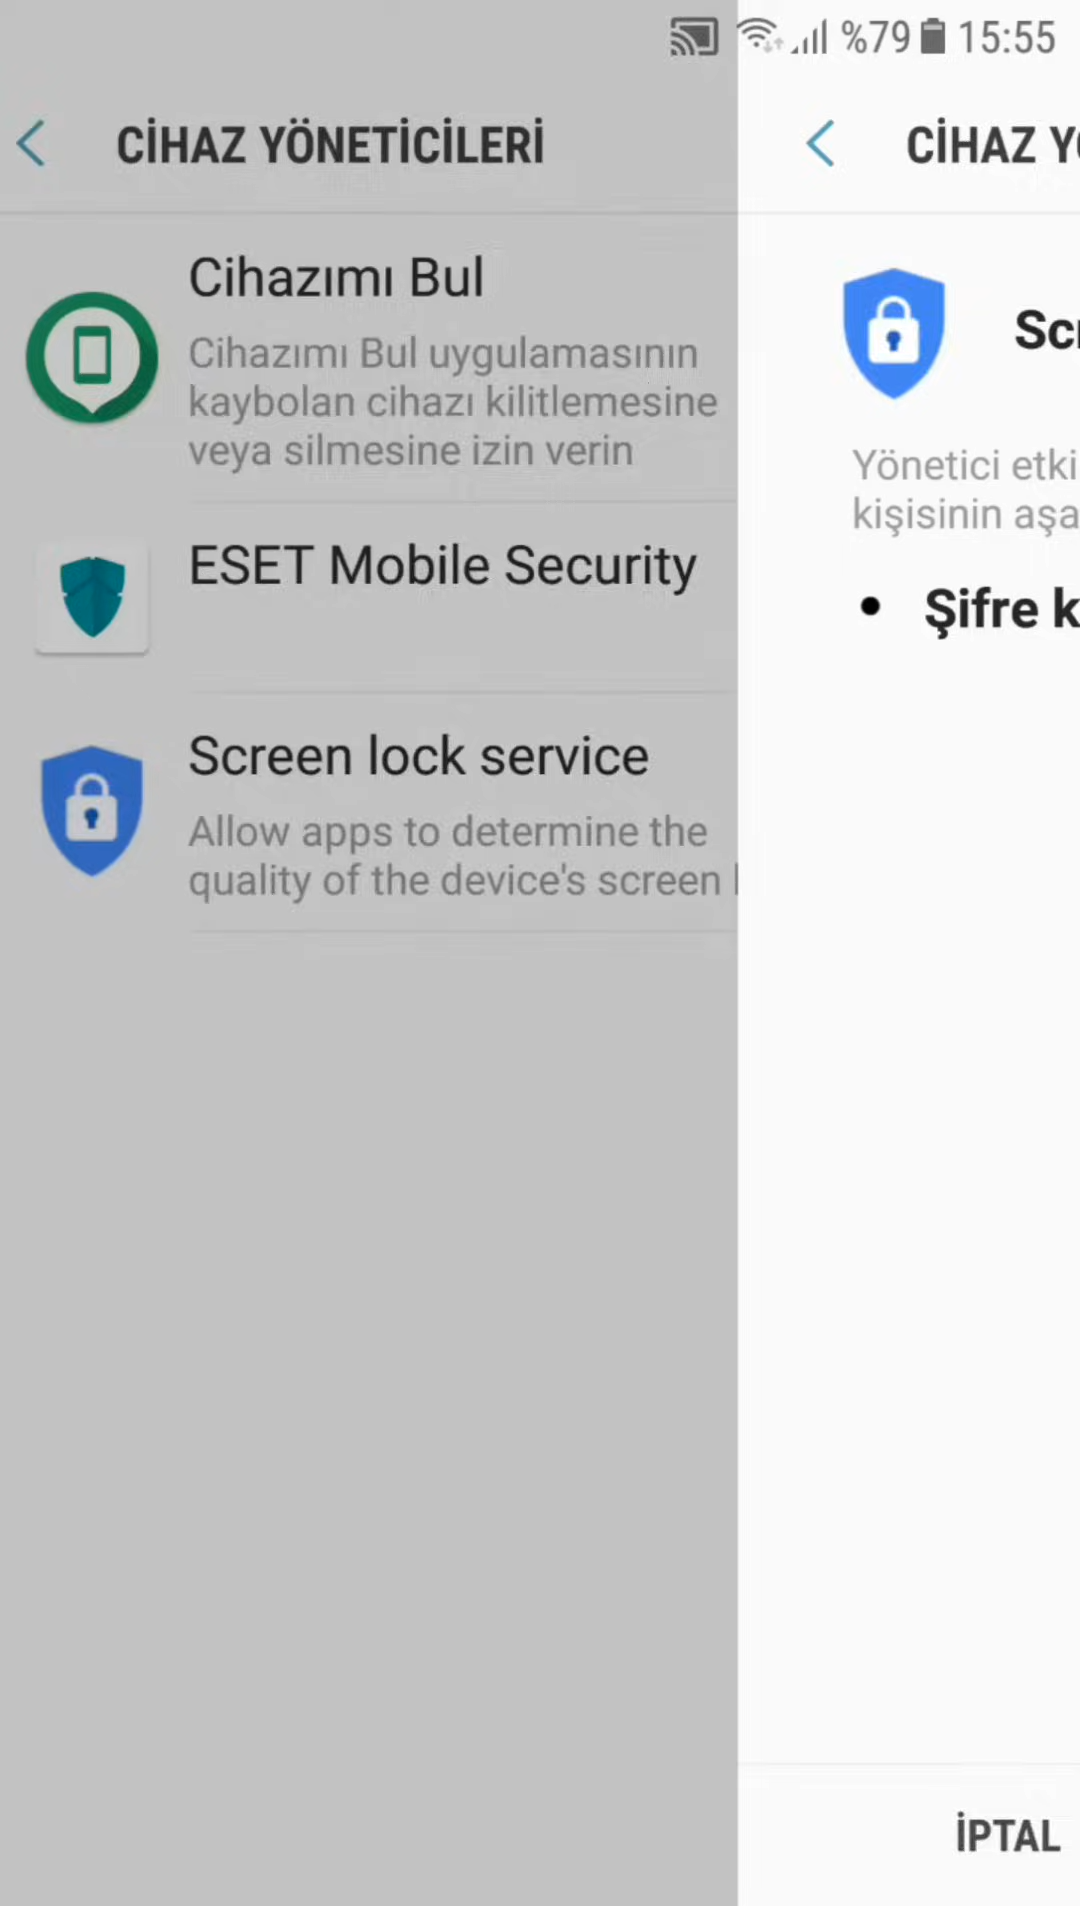 %79 15:55
CİHAZ YÖNETİCİLERİ
Cihazımı Bul
Cihazımı Bul uygulamasının
kaybolan cihazı kilitlemesine
veya silmesine izin verin
ESET Mobile Security
Screen lock service
Allow apps to determine the
quality of the device's screen
CİHAZ
Yönetici
kişisinin
Şifre
İPTAL